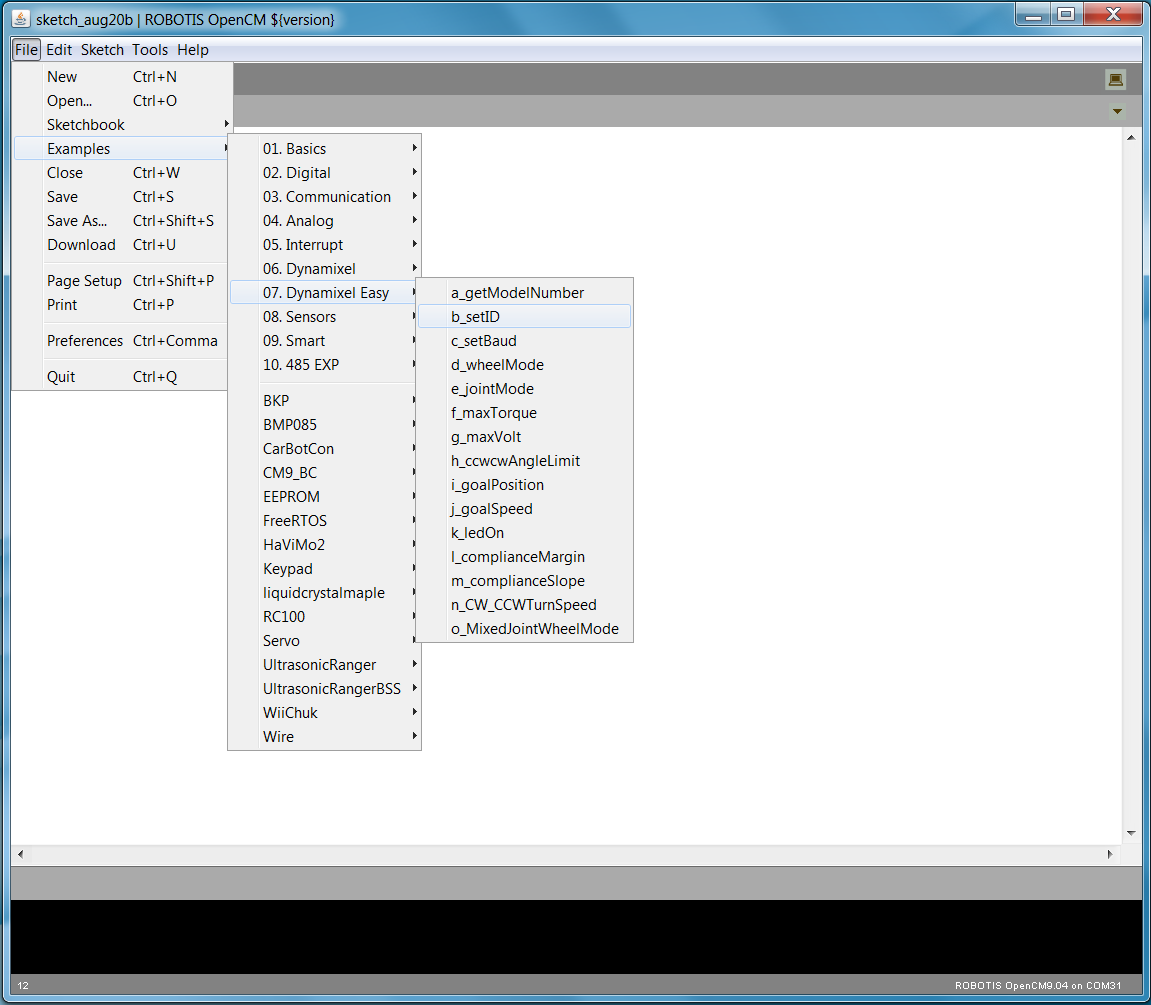 sketch_aug20b | ROBOTIS OpenCM ${version}
File Edit Sketch Tools Help
New Ctrl+N
Open... Ctrl+O
Sketchbook
Examples
Close Ctrl+W
Save Ctrl+S
Save As... Ctrl+Shift+S
Download Ctrl+U
Page Setup Ctrl+Shift+P
Print Ctrl+P
Preferences Ctrl+Comma
Quit Ctrl+Q
01. Basics
02. Digital
03. Communication
04. Analog
05. Interrupt
06. Dynamixel
07. Dynamixel Easy
08. Sensors
09. Smart
10. 485 EXP
BKP
BMP085
CarBotCon
CM9_BC
EEPROM
FreeRTOS
HaViMo2
Keypad
liquidcrystalmaple
RC100
Servo
UltrasonicRanger
UltrasonicRangerBSS
WiiChuk
Wire
a_getModelNumber
b_setID
c_setBaud
d_wheelMode
e_jointMode
f_maxTorque
g_maxVolt
h_ccwcwAngleLimit
i_goalPosition
j_goalSpeed
k_ledOn
l_complianceMargin
m_complianceSlope
n_CW_CCWTurnSpeed
o_MixedJointWheelMode
12
ROBOTIS OpenCM9.04 on COM31